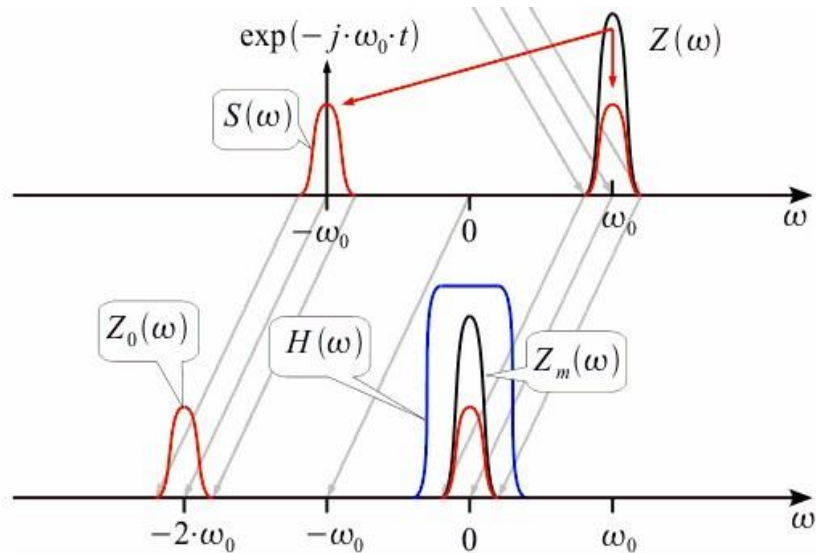 exp(−j·ω₀·t)
Z(ω)
S(ω)
−ω₀
0
ω₀
ω
Z₀(ω)
H(ω)
Zₘ(ω)
−2·ω₀
−ω₀
0
ω₀
ω